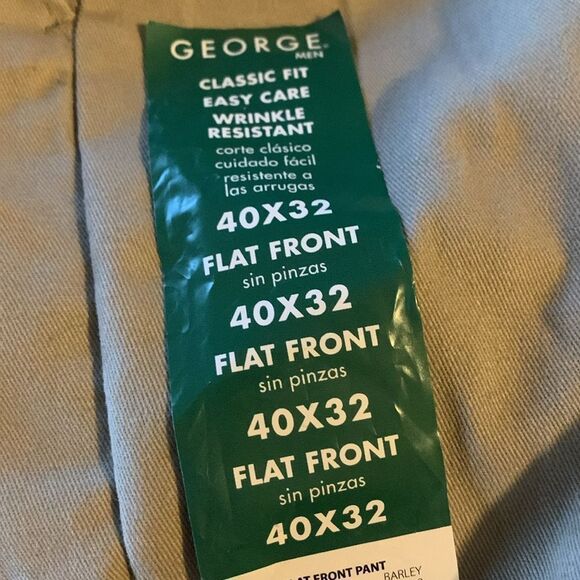 GEORGE
MEN
CLASSIC FIT
EASY CARE
WRINKLE
RESISTANT
corte clásico
cuidado fácil
resistente a
las arrugas
40X32
FLAT FRONT
sin pinzas
40X32
FLAT FRONT
sin pinzas
40X32
FLAT FRONT
sin pinzas
40X32
FRONT PANT
BARLEY